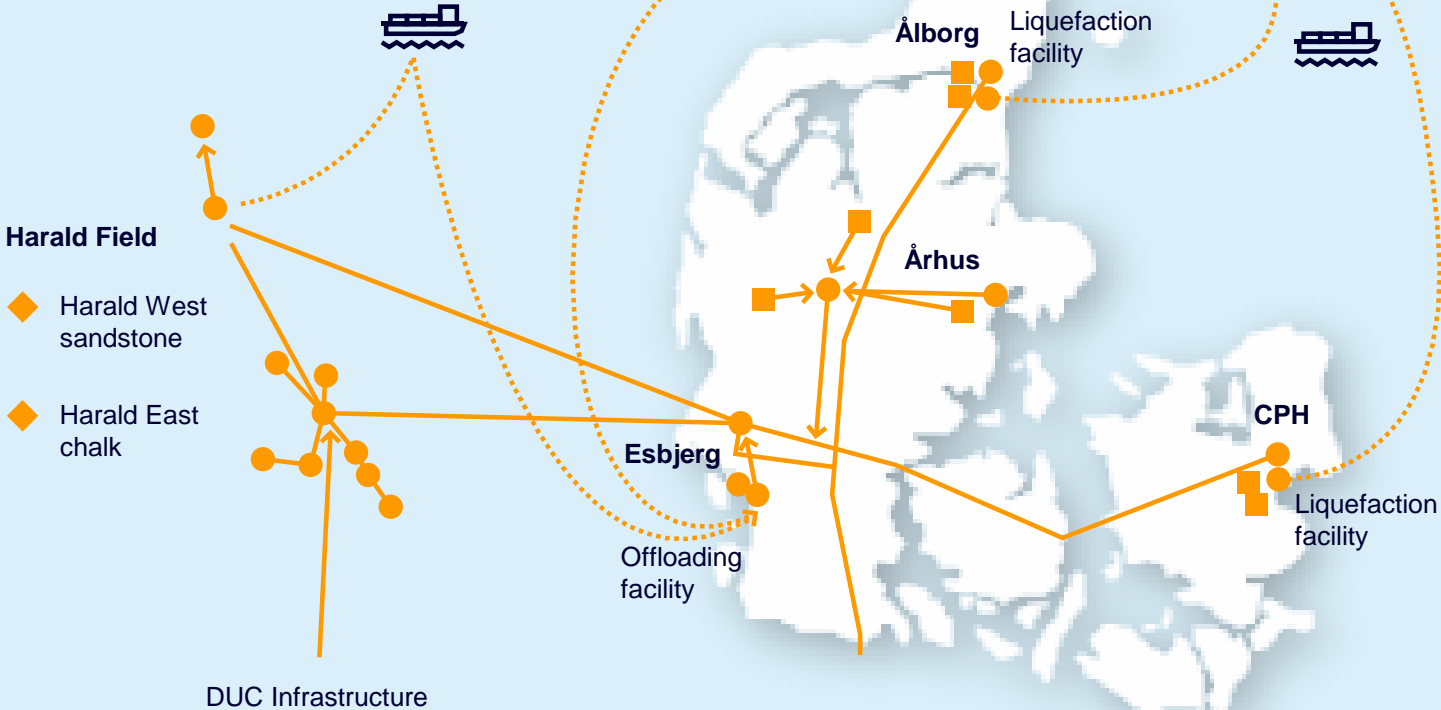 Ålborg
Liquefaction
facility
Harald Field
Harald West
sandstone
Harald East
chalk
Århus
Esbjerg
CPH
Liquefaction
facility
Offloading
facility
DUC Infrastructure